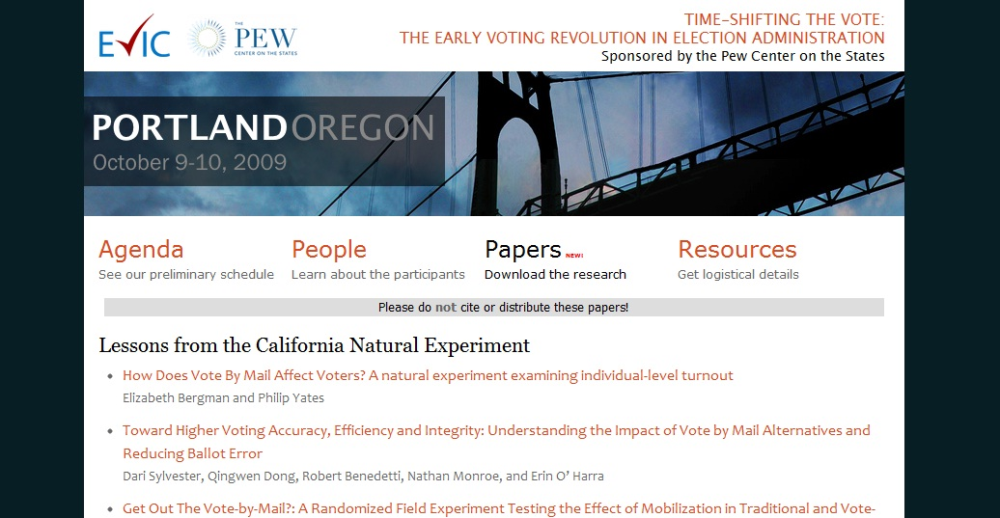 EVIC
THE
PEW
CENTER ON THE STATES
TIME-SHIFTING THE VOTE:
THE EARLY VOTING REVOLUTION IN ELECTION ADMINISTRATION
Sponsored by the Pew Center on the States
PORTLAND OREGON
October 9-10, 2009
Agenda
See our preliminary schedule
People
Learn about the participants
Papers NEW!
Download the research
Resources
Get logistical details
Please do not cite or distribute these papers!
Lessons from the California Natural Experiment
• How Does Vote By Mail Affect Voters? A natural experiment examining individual-level turnout
Elizabeth Bergman and Philip Yates
• Toward Higher Voting Accuracy, Efficiency and Integrity: Understanding the Impact of Vote by Mail Alternatives and
Reducing Ballot Error
Dari Sylvester, Qingwen Dong, Robert Benedetti, Nathan Monroe, and Erin O' Harra
• Get Out The Vote-by-Mail?: A Randomized Field Experiment Testing the Effect of Mobilization in Traditional and Vote-